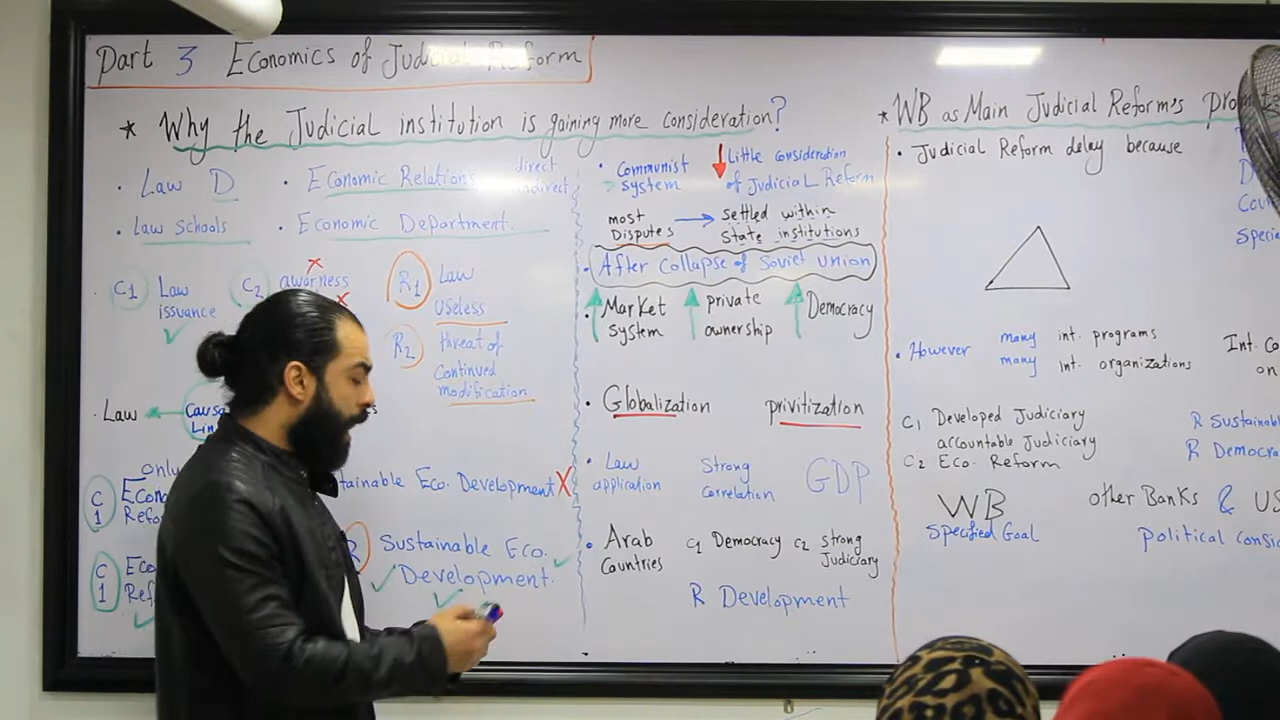 Part 3 Economics of Judicial Reform
* Why the Judicial institution is gaining more consideration?
· Law D
· Economic Relations
direct
indirect
· Law Schools
· Economic Department.
C1 Law issuance
C2 awarness
R1 Law Useless
R2 threat of Continued modification
· Law
only
C1
Sustainable Eco. Development X
C1
R Sustainable Eco.
Development.
· Communist system
Little consideration
of Judicial Reform
most Disputes → settled within State institutions
· After Collapse of Soviet union
· Market system
private ownership
Democracy
· Globalization privitization
· Law application
Strong Correlation
GDP
· Arab Countries
C1 Democracy C2 strong Judiciary
R Development
* WB as Main Judicial Reform's
· Judicial Reform delay because
· However
many int. programs
many int. organizations
Int.
on
C1 Developed Judiciary
accountable Judiciary
C2 Eco. Reform
R
R
WB
Specified Goal
other Banks &
Political